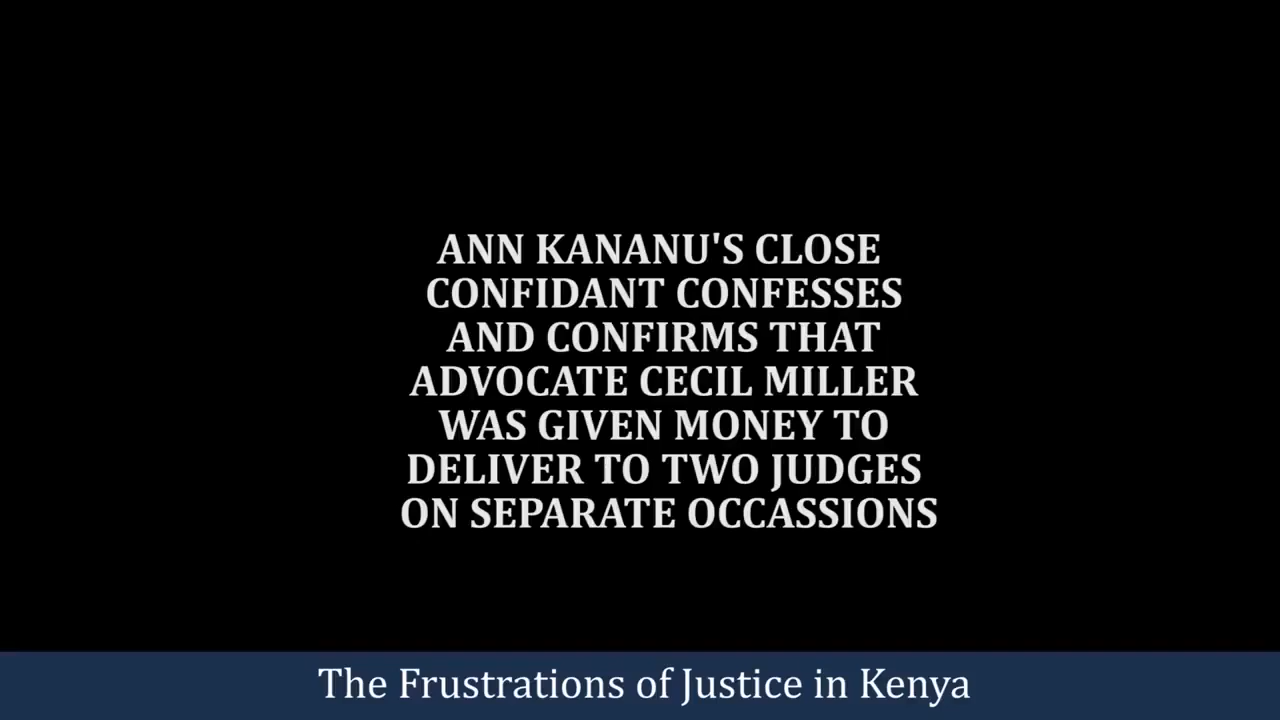 ANN KANANU'S CLOSE
CONFIDANT CONFESSES
AND CONFIRMS THAT
ADVOCATE CECIL MILLER
WAS GIVEN MONEY TO
DELIVER TO TWO JUDGES
ON SEPARATE OCCASSIONS
The Frustrations of Justice in Kenya